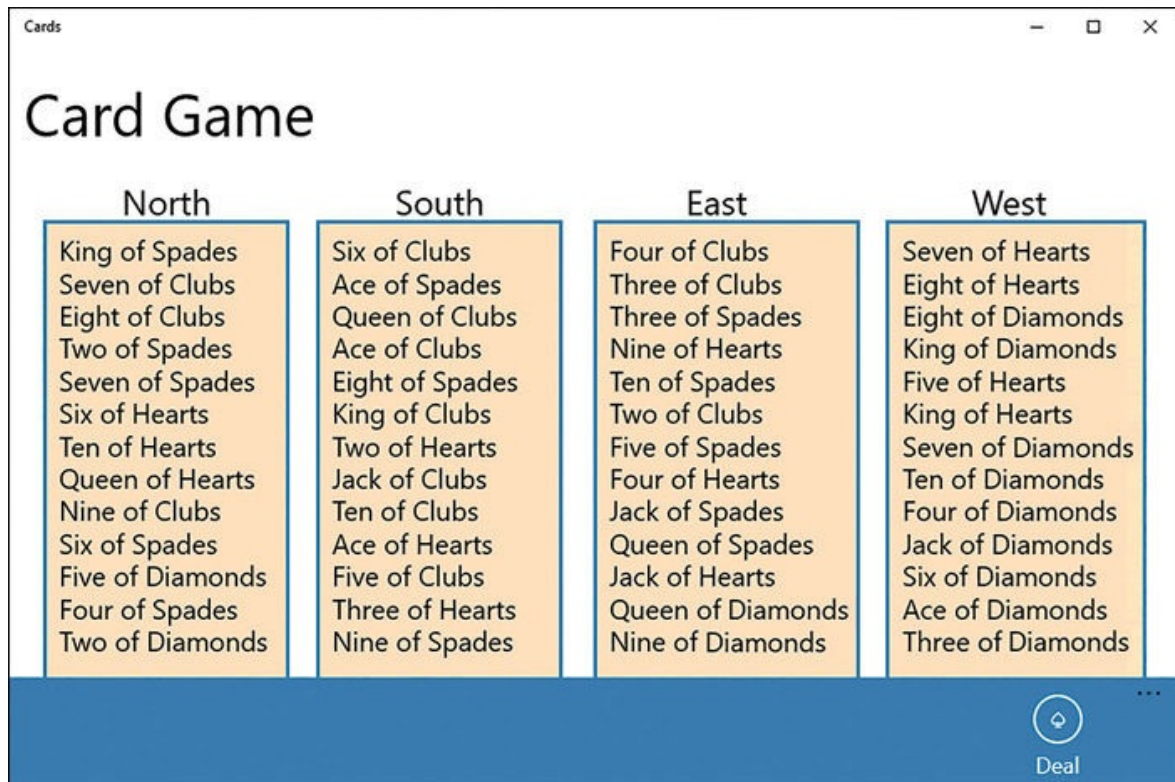 Cards
Card Game
North
King of Spades
Seven of Clubs
Eight of Clubs
Two of Spades
Seven of Spades
Six of Hearts
Ten of Hearts
Queen of Hearts
Nine of Clubs
Six of Spades
Five of Diamonds
Four of Spades
Two of Diamonds
South
Six of Clubs
Ace of Spades
Queen of Clubs
Ace of Clubs
Eight of Spades
King of Clubs
Two of Hearts
Jack of Clubs
Ten of Clubs
Ace of Hearts
Five of Clubs
Three of Hearts
Nine of Spades
East
Four of Clubs
Three of Clubs
Three of Spades
Nine of Hearts
Ten of Spades
Two of Clubs
Five of Spades
Four of Hearts
Jack of Spades
Queen of Spades
Jack of Hearts
Queen of Diamonds
Nine of Diamonds
West
Seven of Hearts
Eight of Hearts
Eight of Diamonds
King of Diamonds
Five of Hearts
King of Hearts
Seven of Diamonds
Ten of Diamonds
Four of Diamonds
Jack of Diamonds
Six of Diamonds
Ace of Diamonds
Three of Diamonds
Deal